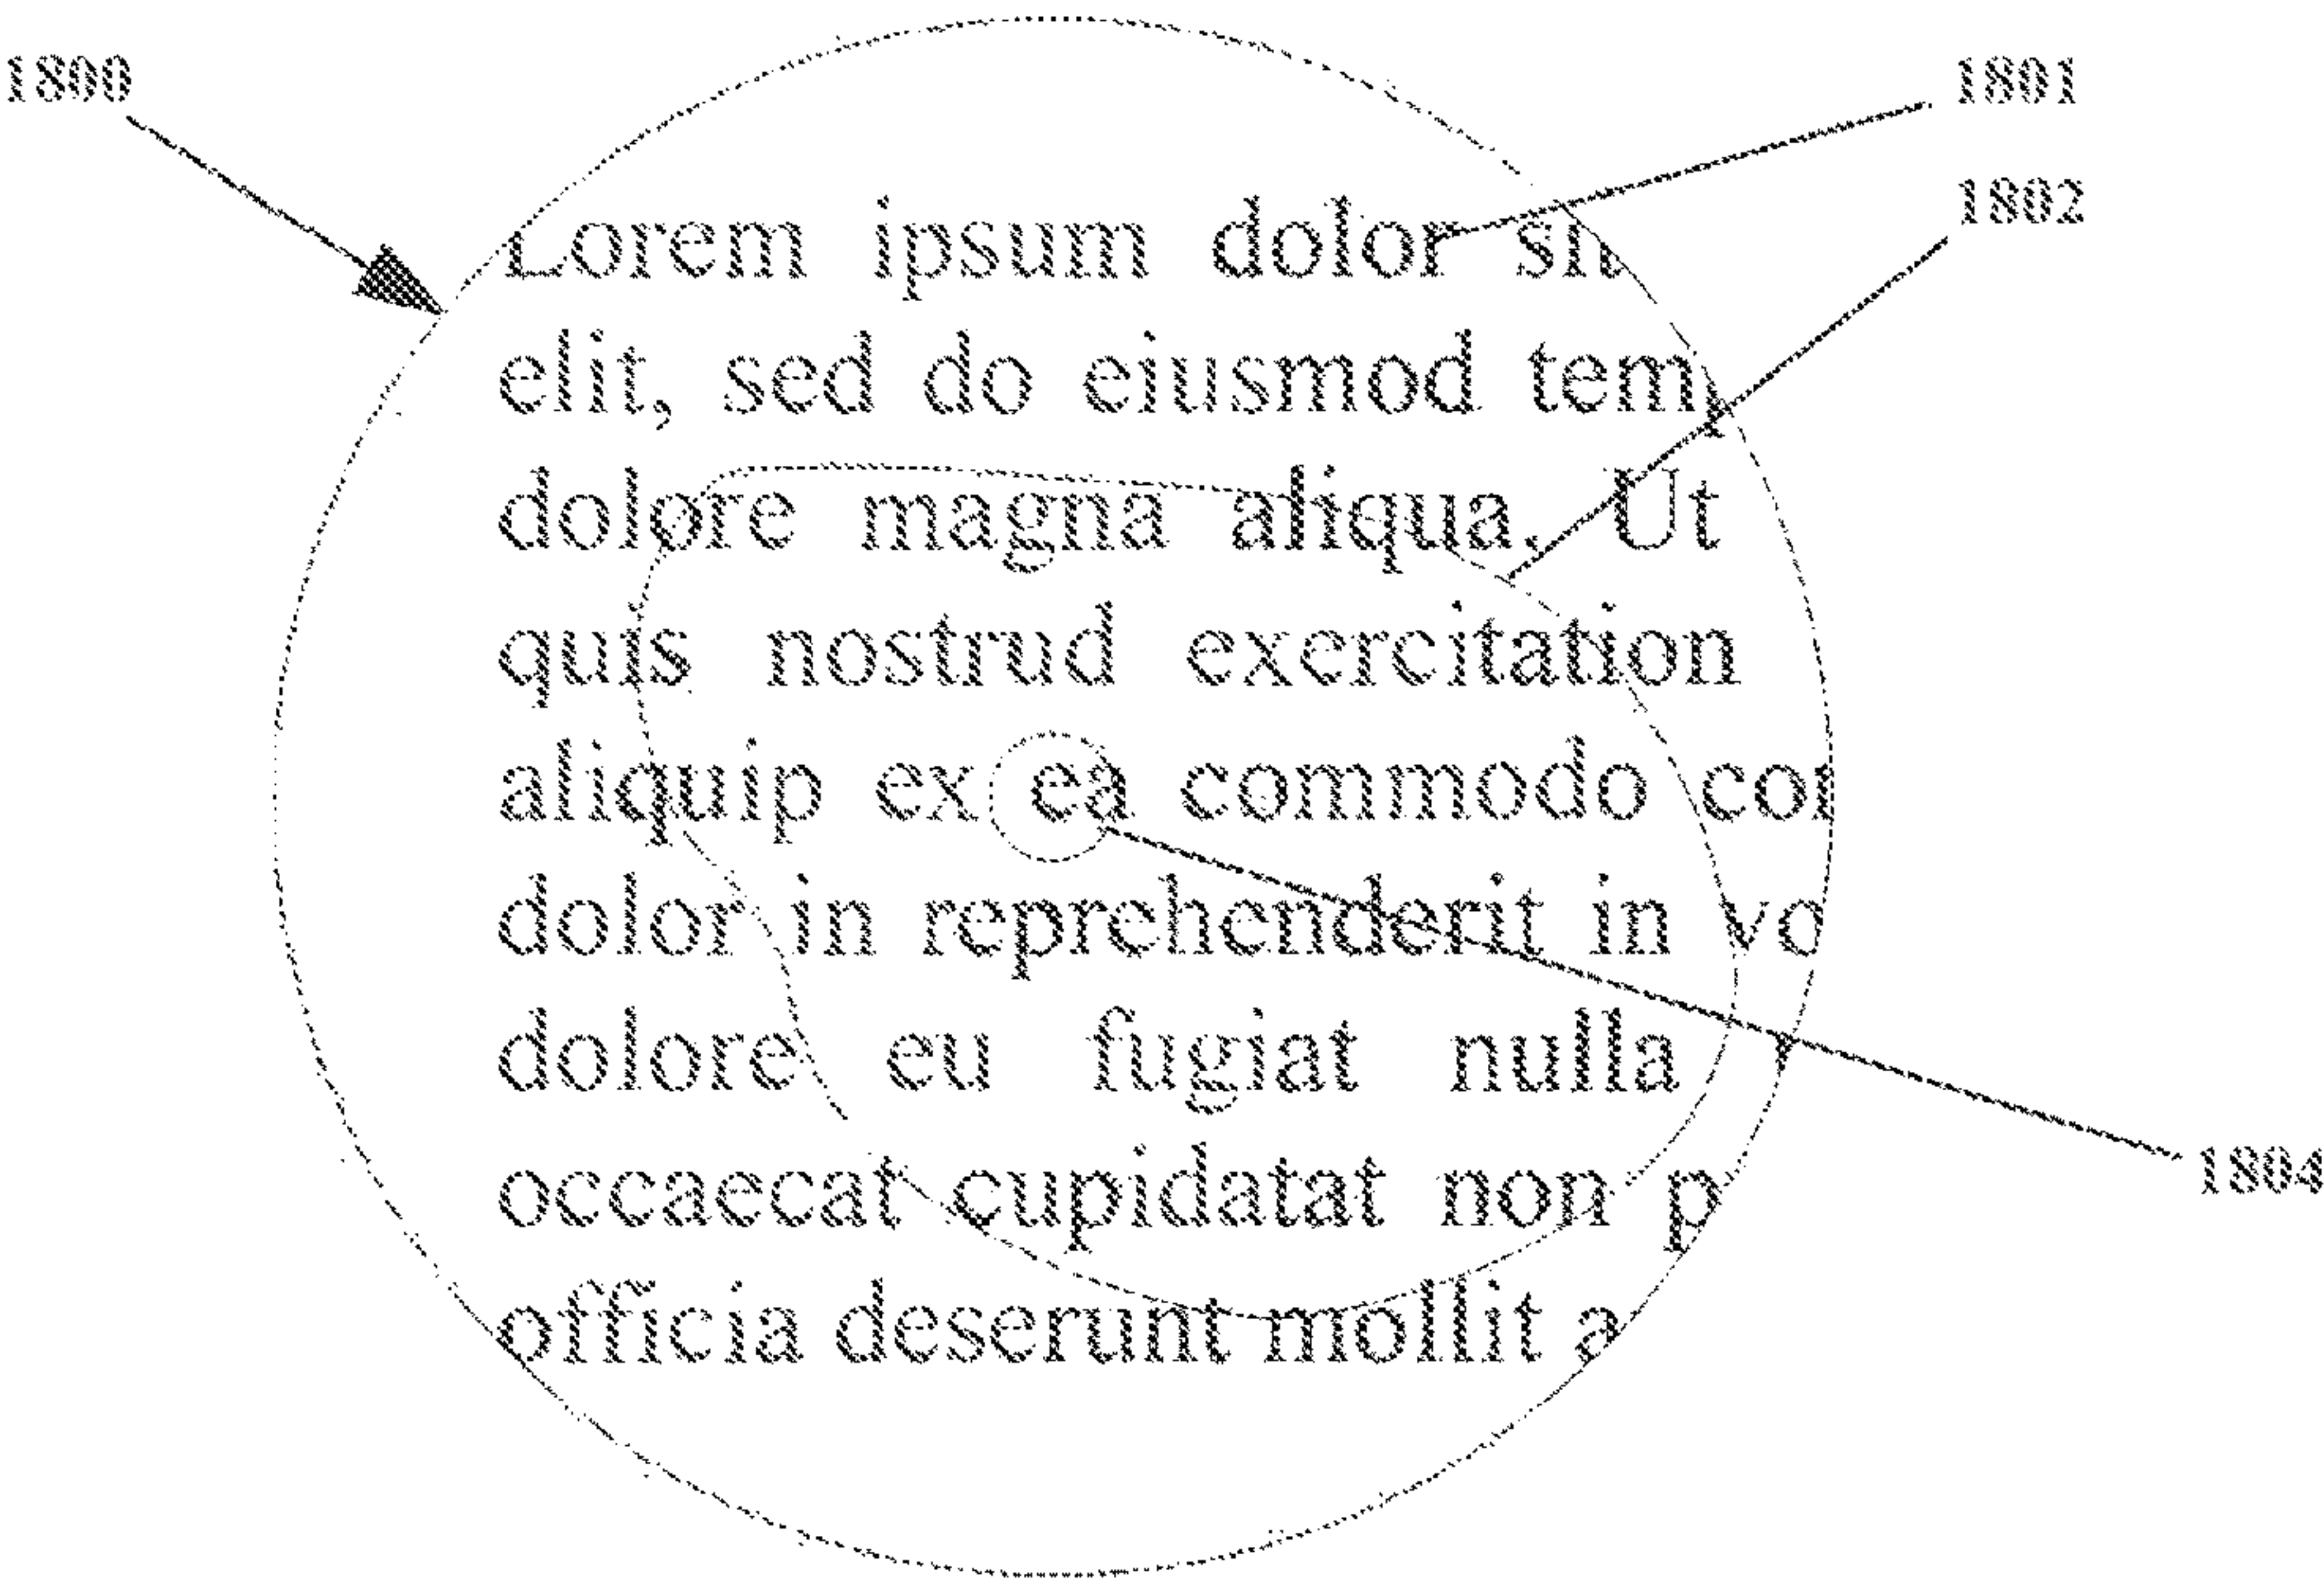 1800
1801
1802
Lorem ipsum dolor
elit, sed do eiusmod tem
dolore magna aliqua. Ut
quis nostrud exercitation
aliquip ex ea commodo con
dolor in reprehenderit in vo
dolore eu fugiat nulla
occaecat cupidatat non p
officia deserunt mollit a
1804